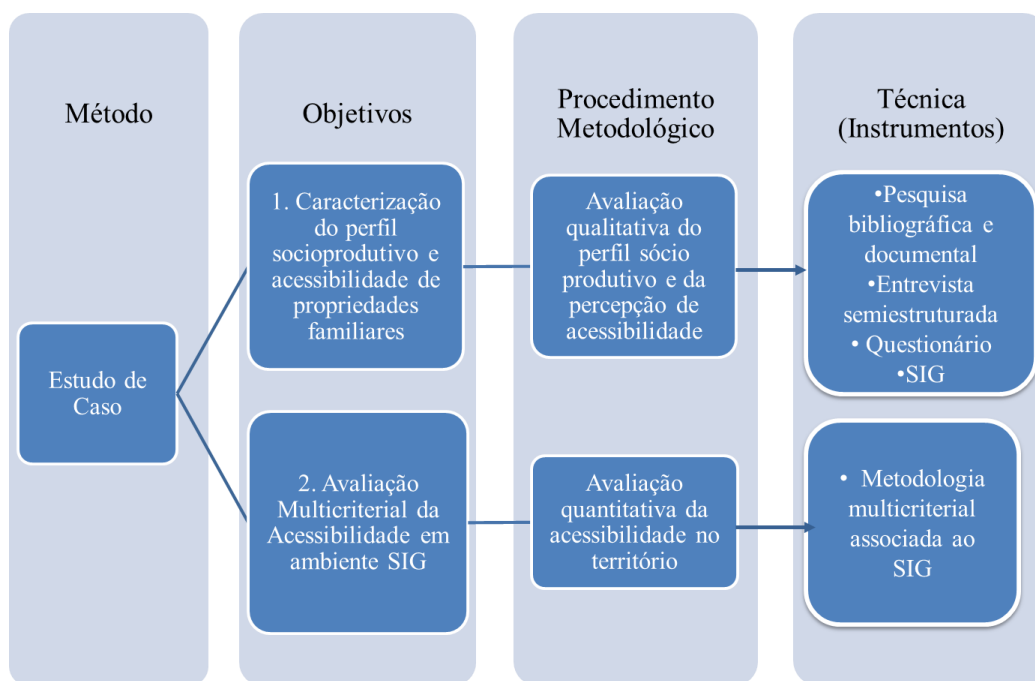 Método
Objetivos
Procedimento
Metodológico
Técnica
(Instrumentos)
Estudo de
Caso
1. Caracterização
do perfil
socioprodutivo e
acessibilidade de
propriedades
familiares
Avaliação
qualitativa do
perfil sócio
produtivo e da
percepção de
acessibilidade
•Pesquisa
bibliográfica e
documental
•Entrevista
semiestruturada
• Questionário
•SIG
2. Avaliação
Multicriterial da
Acessibilidade em
ambiente SIG
Avaliação
quantitativa da
acessibilidade no
território
• Metodologia
multicriterial
associada ao
SIG